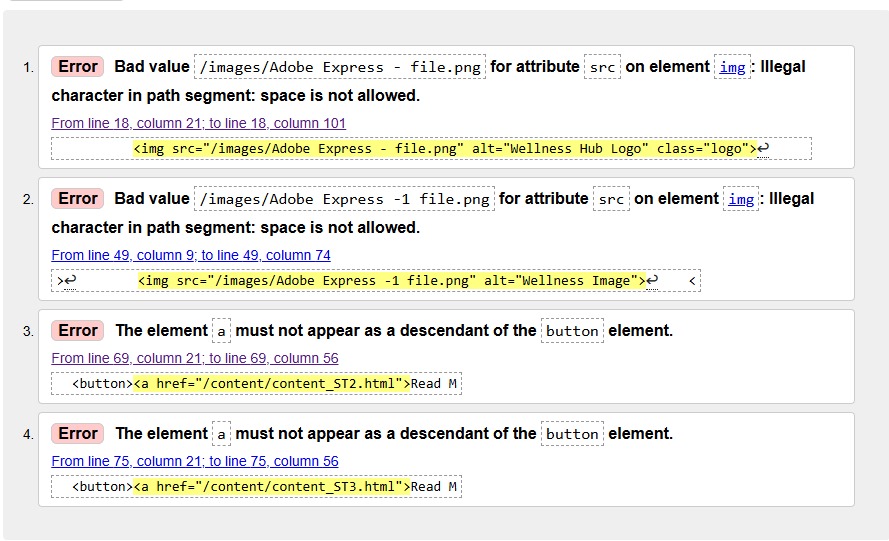 1. Error Bad value /images/Adobe Express - file.png for attribute src on element img: Illegal
character in path segment: space is not allowed.
From line 18, column 21; to line 18, column 101
<img src="/images/Adobe Express - file.png" alt="Wellness Hub Logo" class="logo">↩
2. Error Bad value /images/Adobe Express -1 file.png for attribute src on element img: Illegal
character in path segment: space is not allowed.
From line 49, column 9; to line 49, column 74
>↩ <img src="/images/Adobe Express -1 file.png" alt="Wellness Image">↩ <
3. Error The element a must not appear as a descendant of the button element.
From line 69, column 21; to line 69, column 56
<button><a href="/content/content_ST2.html">Read M
4. Error The element a must not appear as a descendant of the button element.
From line 75, column 21; to line 75, column 56
<button><a href="/content/content_ST3.html">Read M